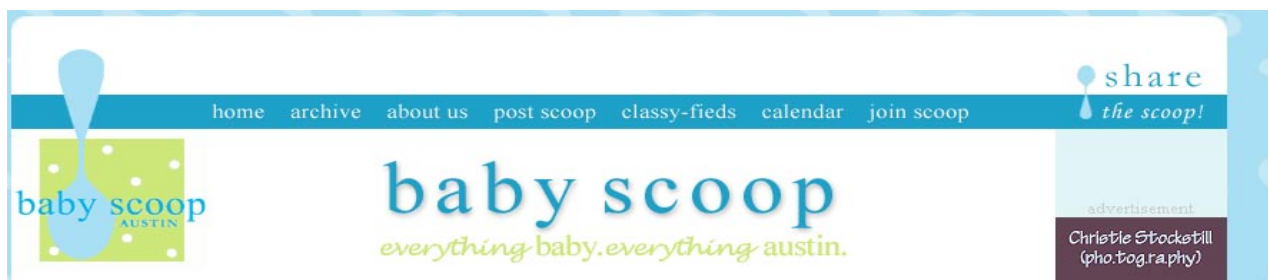 share
home archive about us post scoop classy-fieds calendar join scoop
the scoop!
baby scoop
AUSTIN
baby scoop
everything baby. everything austin.
advertisement
Christie Stockstill
(pho.tog.ra.phy)